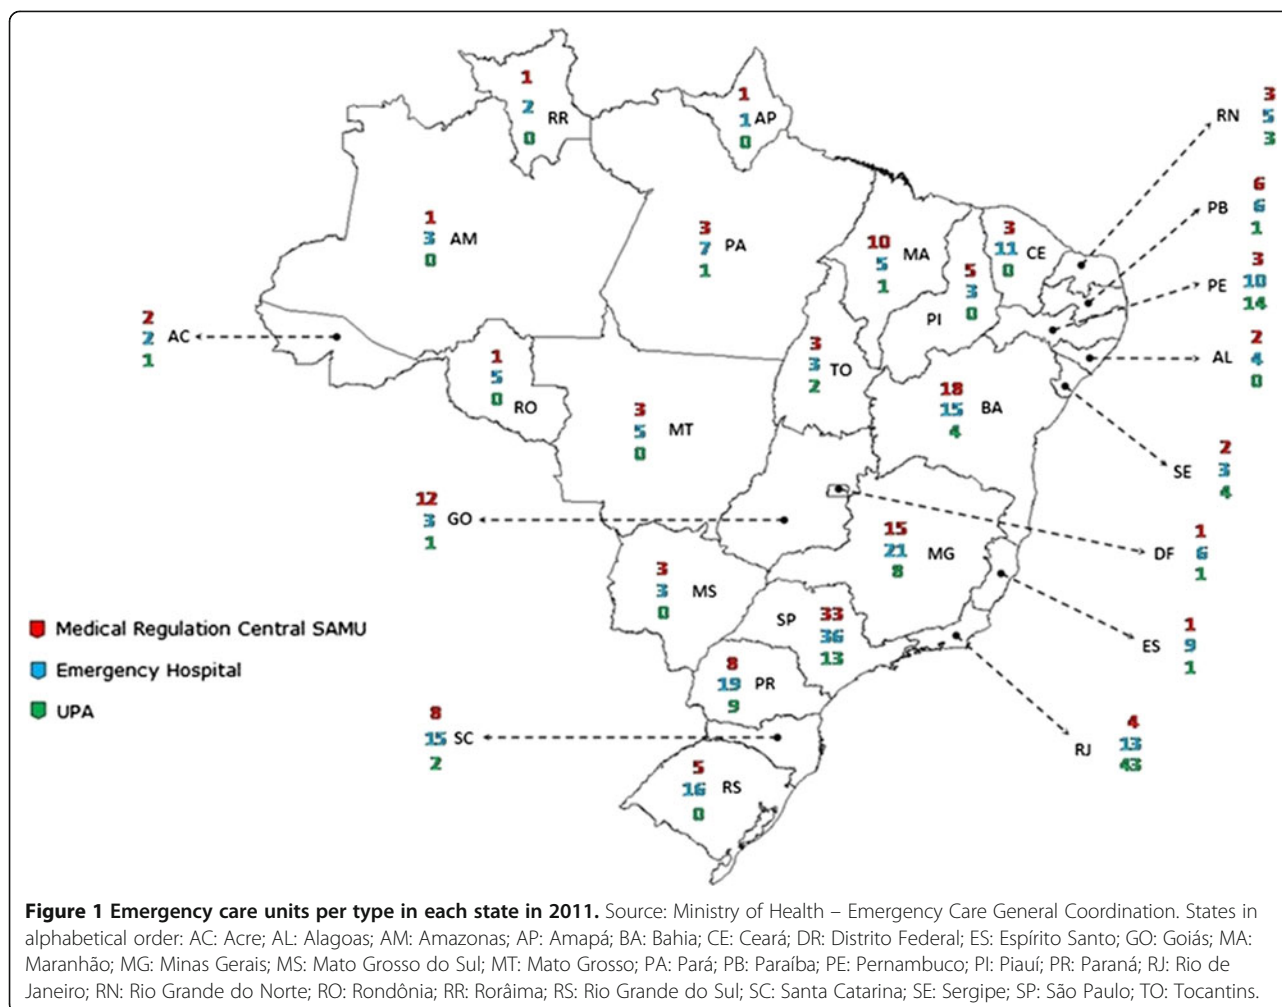 1
2
RR
0
1
1 AP
0
3
RN 5
3
6
PB 6
1
3
PE 10
14
2
AL 4
0
1
3 AM
0
3
7 PA
1
10
5 MA
1
3
11 CE
0
5
3
0
PI
2
2 AC
1
1
5
0 RO
3
3 TO
2
3
5 MT
0
18
15 BA
4
2
SE 3
4
12
3 GO
1
15
21 MG
8
1
DF 6
1
3
3 MS
0
33
SP 36
13
1
ES 9
1
8
19 PR
9
4
RJ 13
43
8
15 SC
2
5
16 RS
0
Medical Regulation Central SAMU
Emergency Hospital
UPA
Figure 1 Emergency care units per type in each state in 2011. Source: Ministry of Health – Emergency Care General Coordination. States in
alphabetical order: AC: Acre; AL: Alagoas; AM: Amazonas; AP: Amapá; BA: Bahia; CE: Ceará; DR: Distrito Federal; ES: Espírito Santo; GO: Goiás; MA:
Maranhão; MG: Minas Gerais; MS: Mato Grosso do Sul; MT: Mato Grosso; PA: Pará; PB: Paraíba; PE: Pernambuco; PI: Piauí; PR: Paraná; RJ: Rio de
Janeiro; RN: Rio Grande do Norte; RO: Rondônia; RR: Rorâima; RS: Rio Grande do Sul; SC: Santa Catarina; SE: Sergipe; SP: São Paulo; TO: Tocantins.